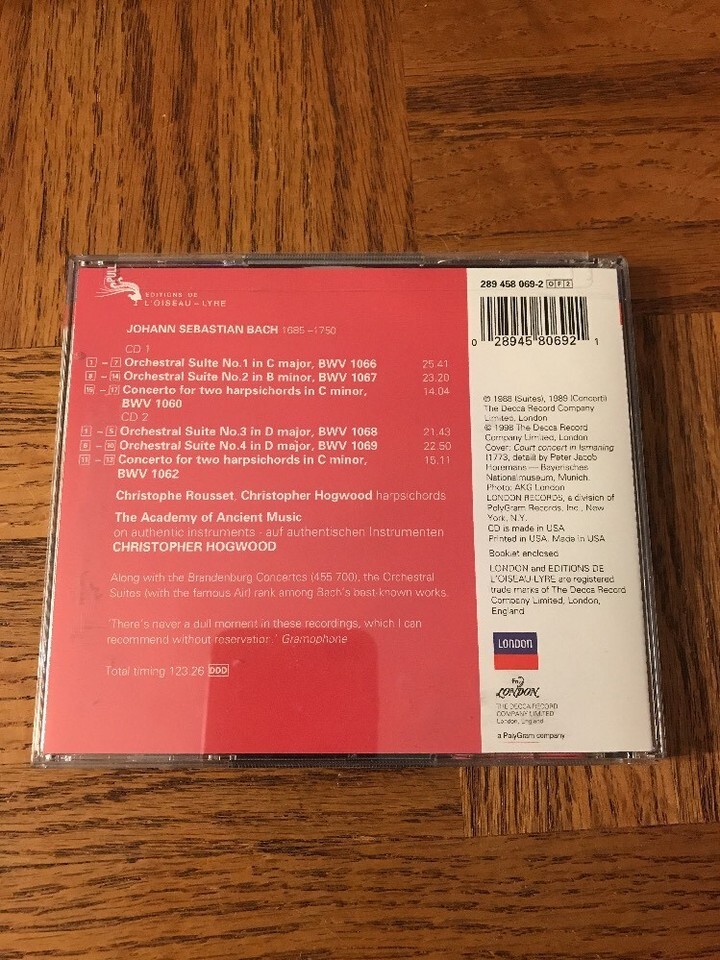 PULL
EDITIONS DE
L'OISEAU-LYRE
JOHANN SEBASTIAN BACH 1685-1750
CD 1
1 - 7 Orchestral Suite No.1 in C major, BWV 1066 25.41
8 - 14 Orchestral Suite No.2 in B minor, BWV 1067 23.20
15 - 17 Concerto for two harpsichords in C minor, 14.04
BWV 1060
CD 2
1 - 5 Orchestral Suite No.3 in D major, BWV 1068 21.43
6 - 10 Orchestral Suite No.4 in D major, BWV 1069 22.50
11 - 13 Concerto for two harpsichords in C minor, 15.11
BWV 1062
Christophe Rousset, Christopher Hogwood harpsichords
The Academy of Ancient Music
on authentic instruments · auf authentischen Instrumenten
CHRISTOPHER HOGWOOD
Along with the Brandenburg Concertos (455 700), the Orchestral
Suites (with the famous Air) rank among Bach's best-known works.
'There's never a dull moment in these recordings, which I can
recommend without reservation.' Gramophone
Total timing 123.26 DDD
289 458 069-2 OF2
0 28945 80692 1
℗ 1988 (Suites), 1989 (Concerti)
The Decca Record Company
Limited, London
© 1998 The Decca Record
Company Limited, London
Cover: Court concert in Ismaning
(1773, detail) by Peter Jacob
Horemans — Bayerisches
Nationalmuseum, Munich.
Photo: AKG London
LONDON RECORDS, a division of
PolyGram Records, Inc., New
York, N.Y.
CD is made in USA
Printed in USA. Made in USA
Booklet enclosed
LONDON and EDITIONS DE
L'OISEAU-LYRE are registered
trade marks of The Decca Record
Company Limited, London,
England
LONDON
LONDON
THE DECCA RECORD
COMPANY LIMITED
London, England
a PolyGram company